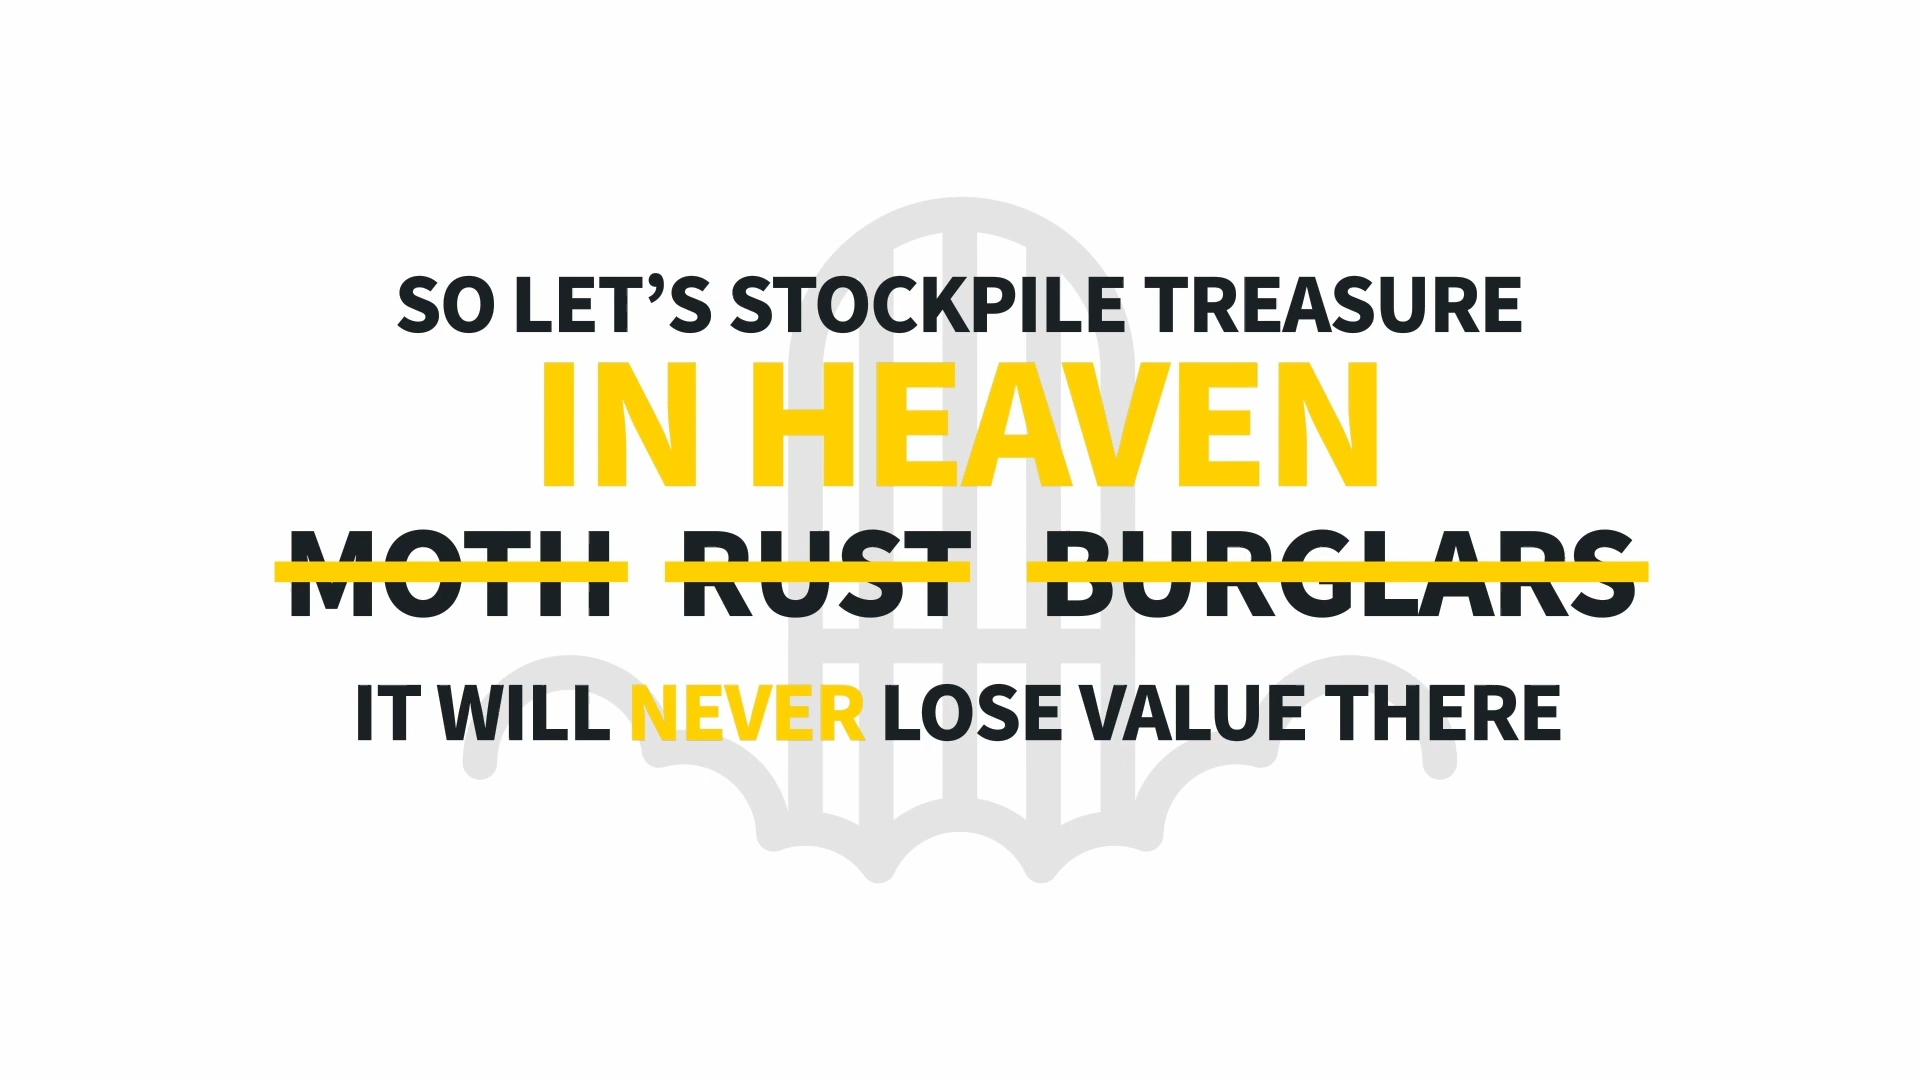 SO LET’S STOCKPILE TREASURE
IN HEAVEN
MOTH RUST BURGLARS
IT WILL NEVER LOSE VALUE THERE